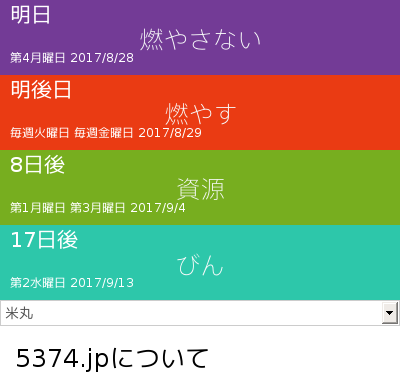 明日
燃やさない
第4月曜日 2017/8/28
明後日
燃やす
毎週火曜日 毎週金曜日 2017/8/29
8日後
資源
第1月曜日 第3月曜日 2017/9/4
17日後
びん
第2水曜日 2017/9/13
米丸
5374.jpについて